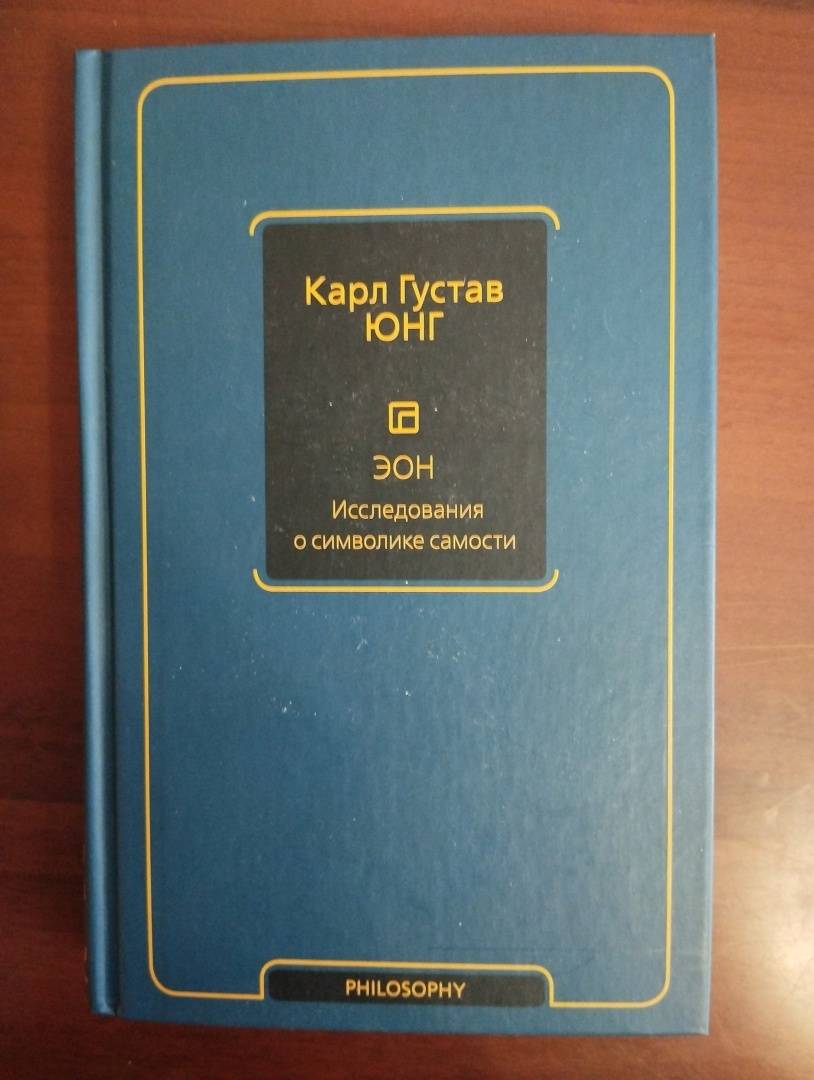 Карл Густав
ЮНГ
ЭОН
Исследования
о символике самости
PHILOSOPHY